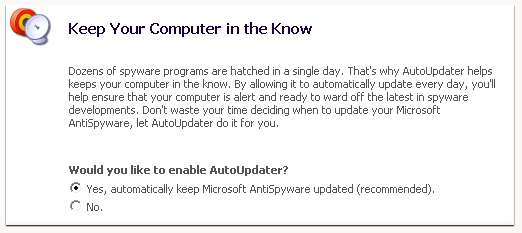 Keep Your Computer in the Know
Dozens of spyware programs are hatched in a single day. That's why AutoUpdater helps
keeps your computer in the know. By allowing it to automatically update every day, you'll
help ensure that your computer is alert and ready to ward off the latest in spyware
developments. Don't waste your time deciding when to update your Microsoft
AntiSpyware, let AutoUpdater do it for you.
Would you like to enable AutoUpdater?
Yes, automatically keep Microsoft AntiSpyware updated (recommended).
No.